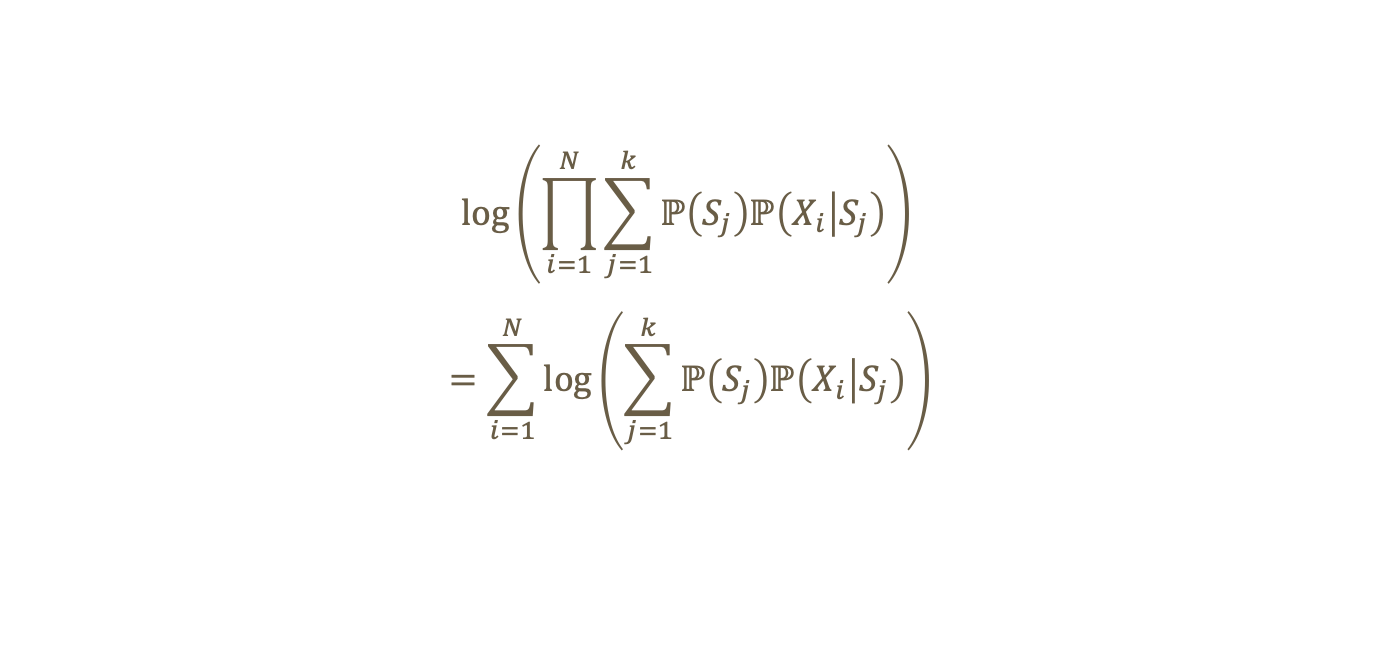 log(∏_{i=1}^{N} ∑_{j=1}^{k} ℙ(S_j)ℙ(X_i|S_j))
= ∑_{i=1}^{N} log(∑_{j=1}^{k} ℙ(S_j)ℙ(X_i|S_j))